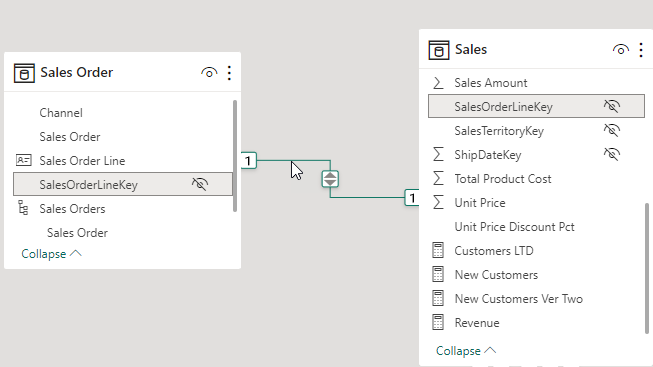 Sales Order
Channel
Sales Order
Sales Order Line
SalesOrderLineKey
Sales Orders
Sales Order
Collapse
1
1
Sales
Sales Amount
SalesOrderLineKey
SalesTerritoryKey
ShipDateKey
Total Product Cost
Unit Price
Unit Price Discount Pct
Customers LTD
New Customers
New Customers Ver Two
Revenue
Collapse